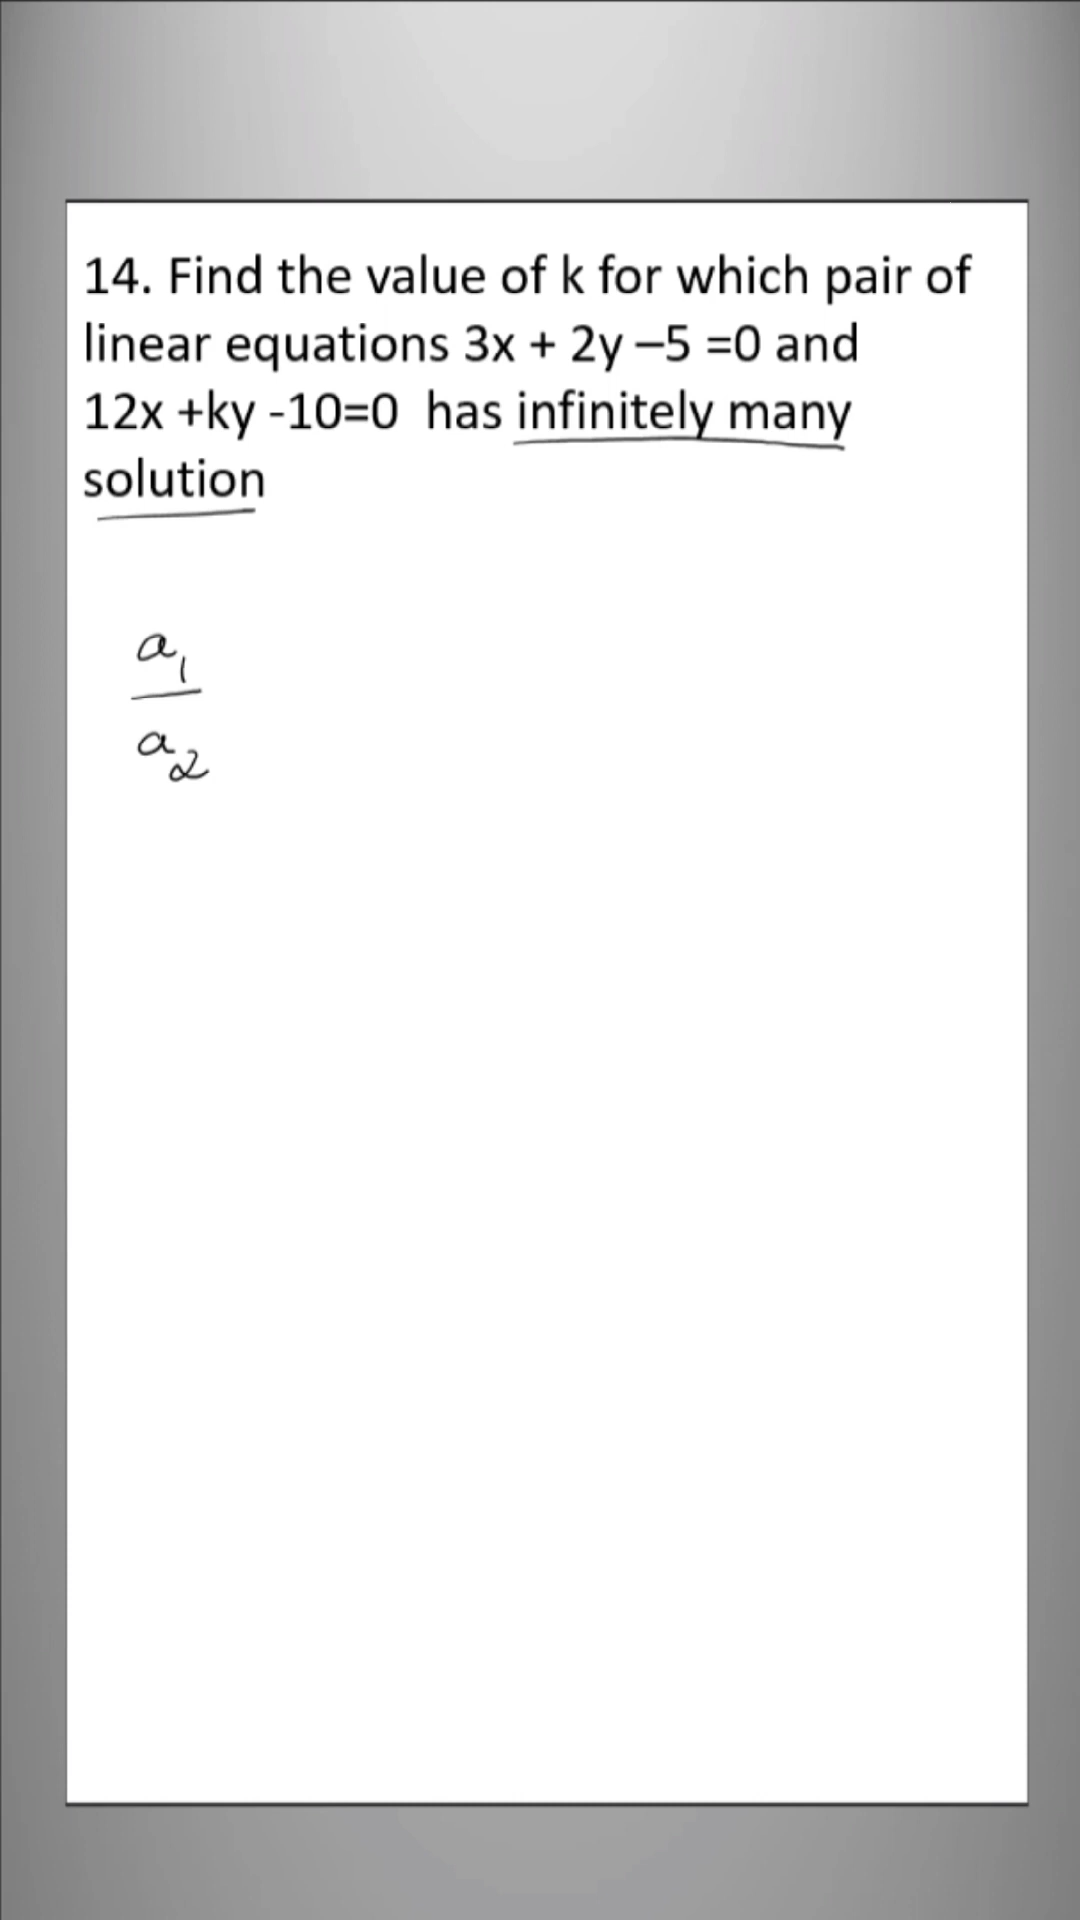 14. Find the value of k for which pair of
linear equations 3x + 2y –5 =0 and
12x +ky -10=0  has infinitely many
solution
a₁
a₂